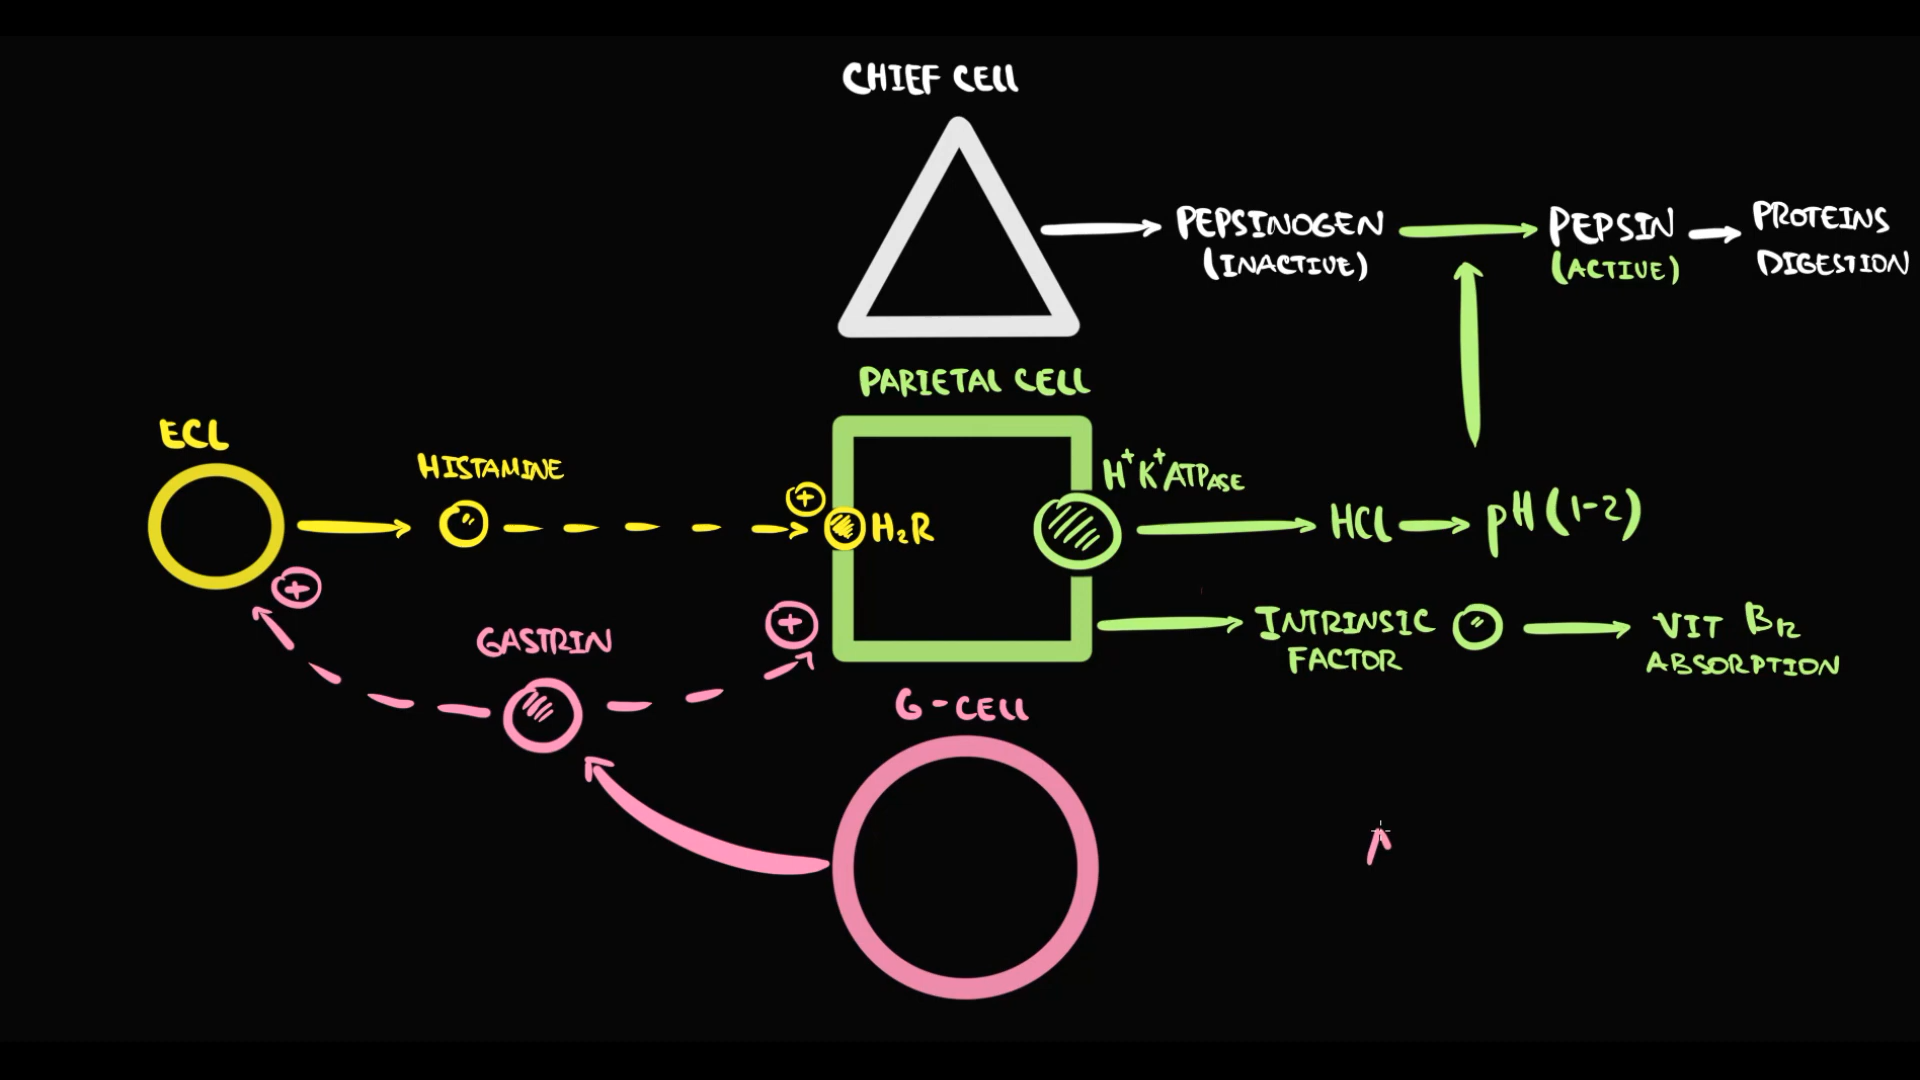 CHIEF CELL
PEPSINOGEN
(INACTIVE)
PEPSIN
(ACTIVE)
PROTEINS
DIGESTION
PARIETAL CELL
ECL
HISTAMINE
+
H₂R
H⁺K⁺ATPASE
HCl
pH (1-2)
+
GASTRIN
+
INTRINSIC
FACTOR
VIT B12
ABSORPTION
G-CELL